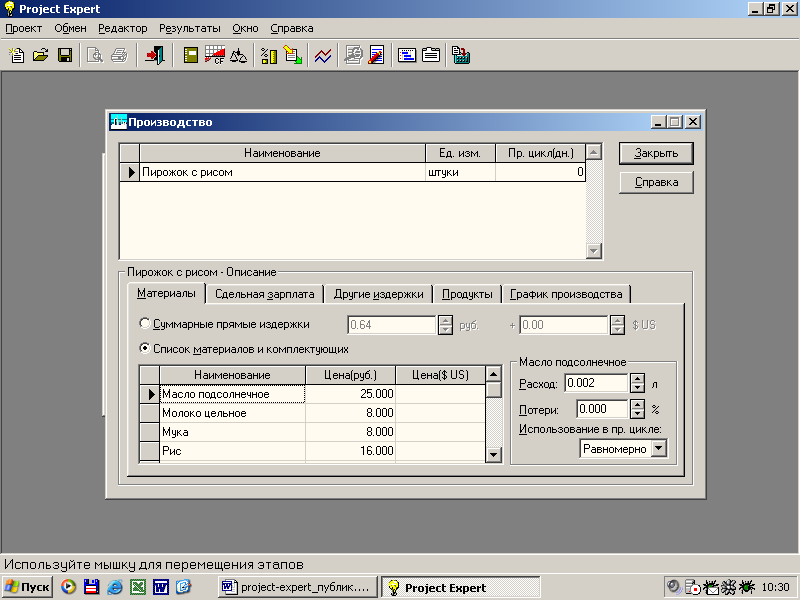 Project Expert
Проект Обмен Редактор Результаты Окно Справка
Производство
Наименование Ед. изм. Пр. цикл(дн.)
Пирожок с рисом штуки 0
Закрыть
Справка
Пирожок с рисом - Описание
Материалы Сдельная зарплата Другие издержки Продукты График производства
Суммарные прямые издержки 0.64 руб. + 0.00 $ US
Список материалов и комплектующих
Наименование Цена(руб.) Цена($ US)
Масло подсолнечное 25.000
Молоко цельное 8.000
Мука 8.000
Рис 16.000
Масло подсолнечное
Расход: 0.002 л
Потери: 0.000 %
Использование в пр. цикле:
Равномерно
Используйте мышку для перемещения этапов
Пуск project-expert_публик.... Project Expert 10:30